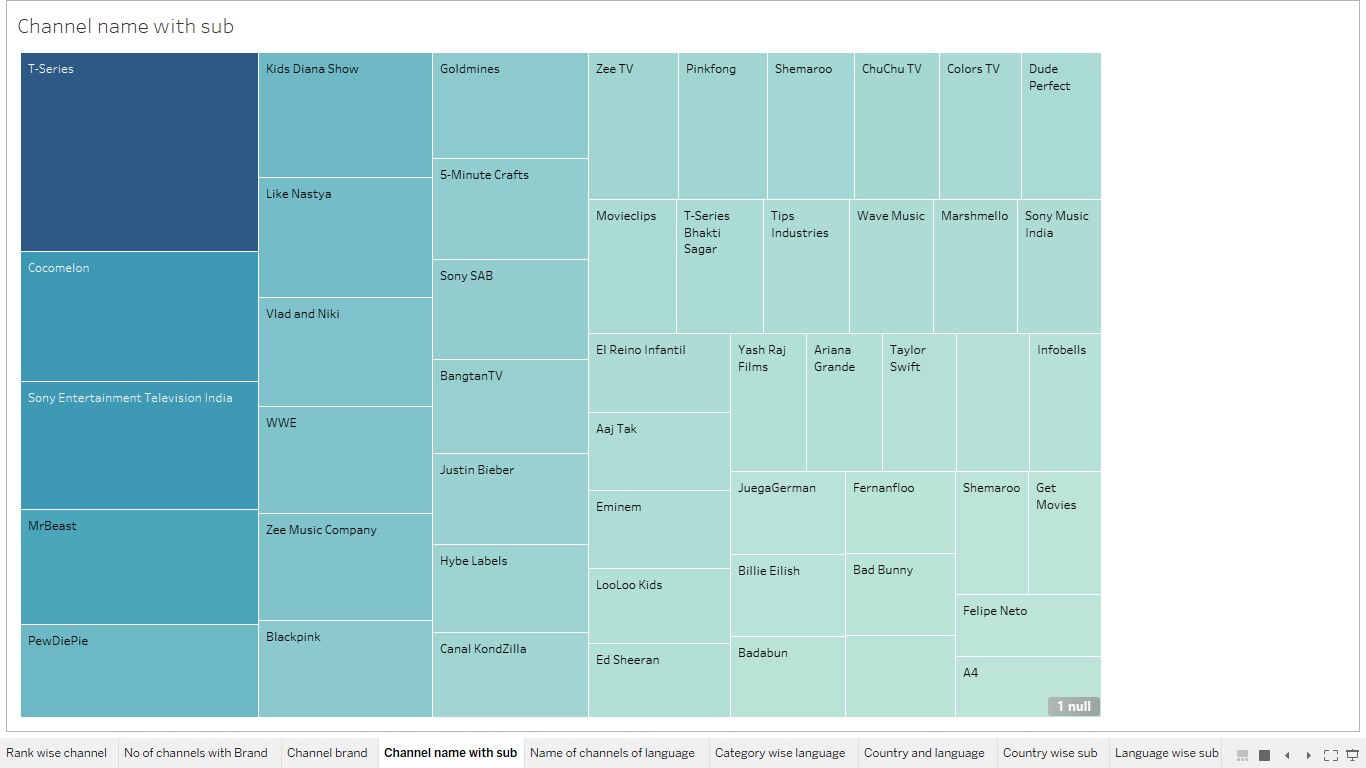 Channel name with sub
T-Series
Cocomelon
Sony Entertainment Television India
MrBeast
PewDiePie
Kids Diana Show
Like Nastya
Vlad and Niki
WWE
Zee Music Company
Blackpink
Goldmines
5-Minute Crafts
Sony SAB
BangtanTV
Justin Bieber
Hybe Labels
Canal KondZilla
Zee TV
Pinkfong
Shemaroo
ChuChu TV
Colors TV
Dude
Perfect
Movieclips
T-Series
Bhakti
Sagar
Tips
Industries
Wave Music
Marshmello
Sony Music
India
El Reino Infantil
Aaj Tak
Eminem
LooLoo Kids
Ed Sheeran
Yash Raj
Films
Ariana
Grande
Taylor
Swift
Infobells
JuegaGerman
Billie Eilish
Badabun
Fernanfloo
Bad Bunny
Shemaroo
Get
Movies
Felipe Neto
A4
1 null
Rank wise channel
No of channels with Brand
Channel brand
Channel name with sub
Name of channels of language
Category wise language
Country and language
Country wise sub
Language wise sub